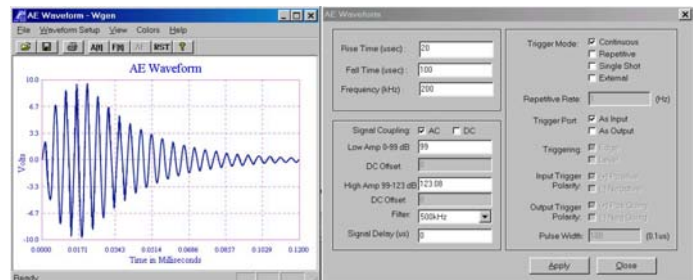 AE Waveform - Wgen
File Waveform Setup View Colors Help
A(t) F(t) AE RST ?
AE Waveform
10.0
6.7
3.3
0.0
-3.3
-6.7
-10.0
Volts
0.0000 0.0171 0.0343 0.0514 0.0686 0.0857 0.1029 0.1200
Time in Milliseconds
Ready
AE Waveform
Rise Time (usec) : 20
Fall Time (usec) : 100
Frequency (kHz) : 200
Signal Coupling: AC DC
Low Amp 0-99 dB 99
DC Offset:
High Amp 99-123 dB 123.08
DC Offset:
Filter: 500kHz
Signal Delay (us) 0
Trigger Mode: Continuous
Repetitive
Single Shot
External
Repetitive Rate: (Hz)
Trigger Port: As Input
As Output
Triggering:
Input Trigger
Polarity:
Output Trigger
Polarity:
Pulse Width: (0.1us)
Apply Close